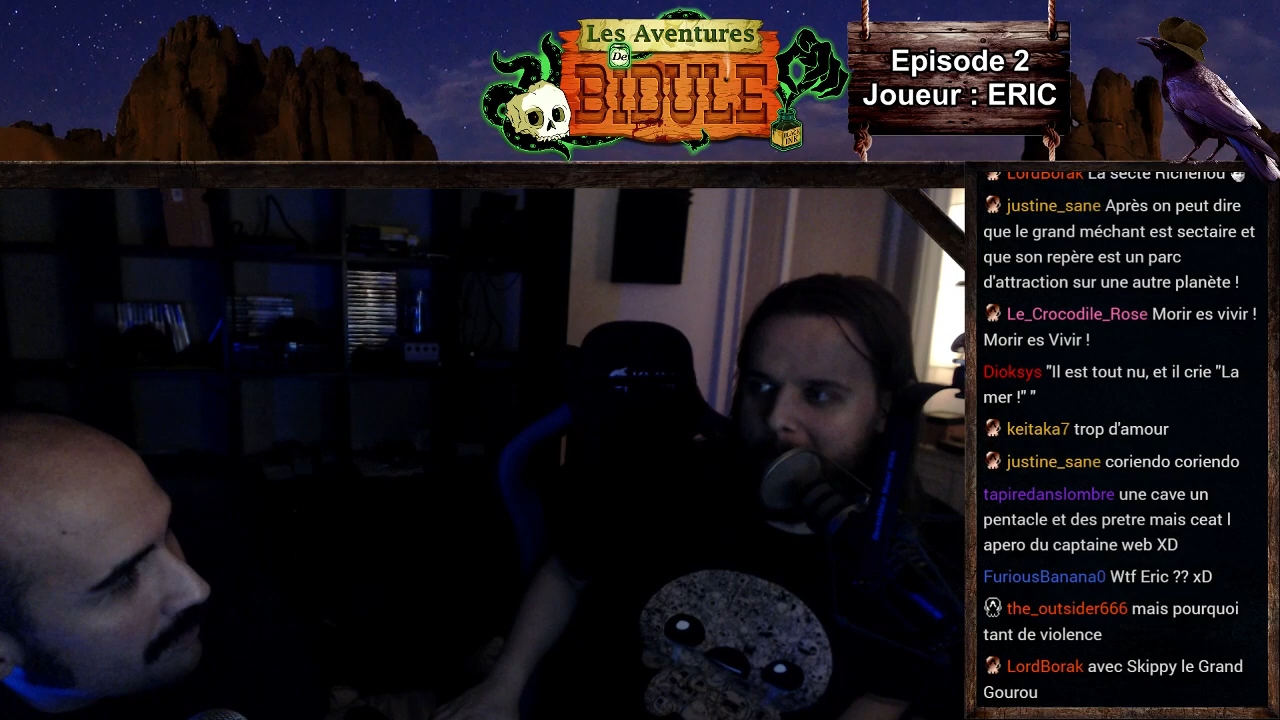 Les Aventures
De
BIDULE
BLACK
INK
Episode 2
Joueur : ERIC
LordBorak La secte Richenou
justine_sane Après on peut dire
que le grand méchant est sectaire et
que son repère est un parc
d'attraction sur une autre planète !
Le_Crocodile_Rose Morir es vivir !
Morir es Vivir !
Dioksys "Il est tout nu, et il crie "La
mer !" "
keitaka7 trop d'amour
justine_sane coriendo coriendo
tapiredanslombre une cave un
pentacle et des pretre mais ceat l
apero du captaine web XD
FuriousBanana0 Wtf Eric ?? xD
the_outsider666 mais pourquoi
tant de violence
LordBorak avec Skippy le Grand
Gourou